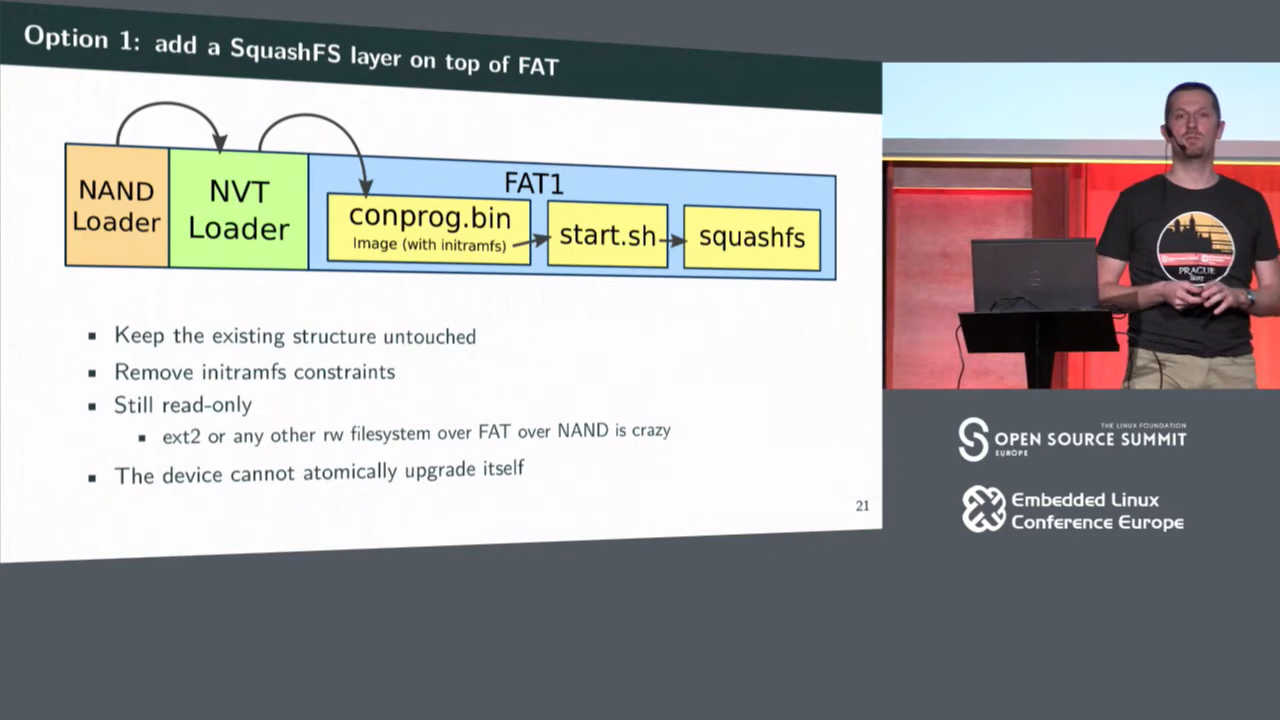 Option 1: add a SquashFS layer on top of FAT
NAND
Loader
NVT
Loader
FAT1
conprog.bin
Image (with initramfs)
start.sh
squashfs
▪ Keep the existing structure untouched
▪ Remove initramfs constraints
▪ Still read-only
▪ ext2 or any other rw filesystem over FAT over NAND is crazy
▪ The device cannot atomically upgrade itself
21
PRAGUE
2017
THE LINUX FOUNDATION
OPEN SOURCE SUMMIT
EUROPE
Embedded Linux
Conference Europe